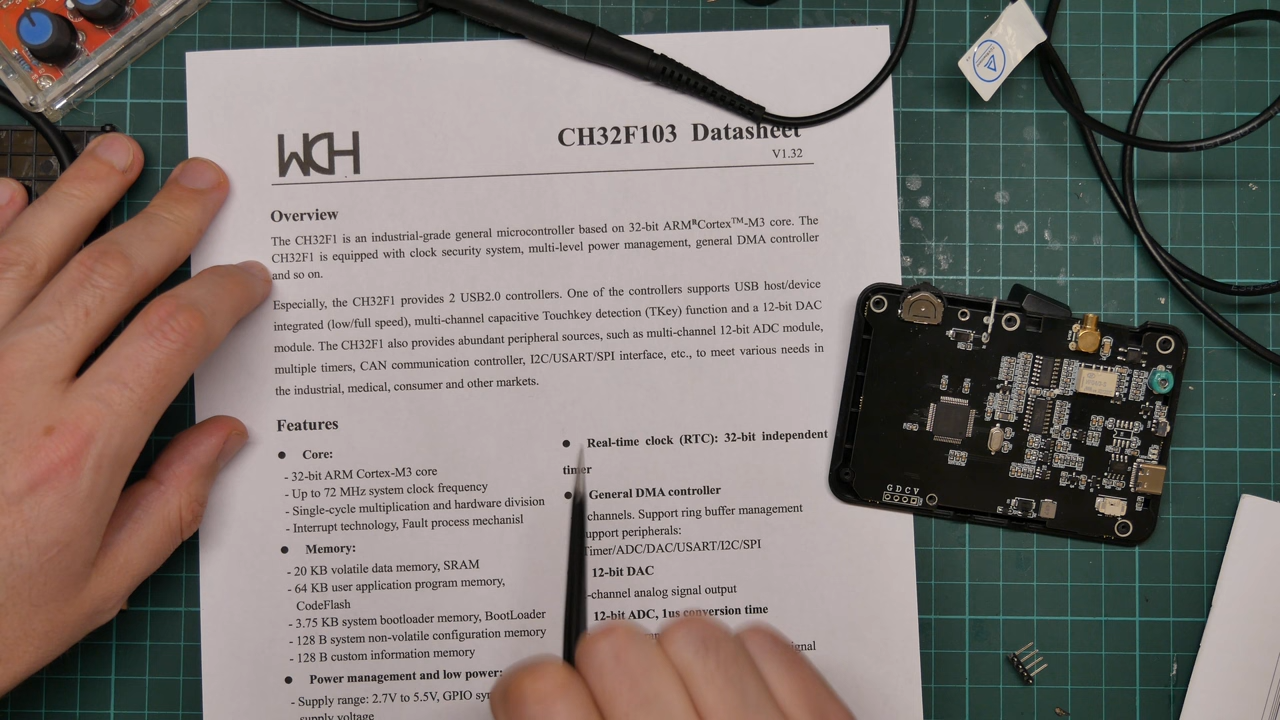 WCH
CH32F103 Datasheet
V1.32
Overview
The CH32F1 is an industrial-grade general microcontroller based on 32-bit ARM®Cortex™-M3 core. The
CH32F1 is equipped with clock security system, multi-level power management, general DMA controller
and so on.
Especially, the CH32F1 provides 2 USB2.0 controllers. One of the controllers supports USB host/device
integrated (low/full speed), multi-channel capacitive Touchkey detection (TKey) function and a 12-bit DAC
module. The CH32F1 also provides abundant peripheral sources, such as multi-channel 12-bit ADC module,
multiple timers, CAN communication controller, I2C/USART/SPI interface, etc., to meet various needs in
the industrial, medical, consumer and other markets.
Features
● Core:
- 32-bit ARM Cortex-M3 core
- Up to 72 MHz system clock frequency
- Single-cycle multiplication and hardware division
- Interrupt technology, Fault process mechanisl
● Memory:
- 20 KB volatile data memory, SRAM
- 64 KB user application program memory,
CodeFlash
- 3.75 KB system bootloader memory, BootLoader
- 128 B system non-volatile configuration memory
- 128 B custom information memory
● Power management and low power:
- Supply range: 2.7V to 5.5V, GPIO
supply voltage
● Real-time clock (RTC): 32-bit independent
timer
● General DMA controller
channels. Support ring buffer management
upport peripherals:
Timer/ADC/DAC/USART/I2C/SPI
12-bit DAC
-channel analog signal output
12-bit ADC, 1us conversion time
G D C V